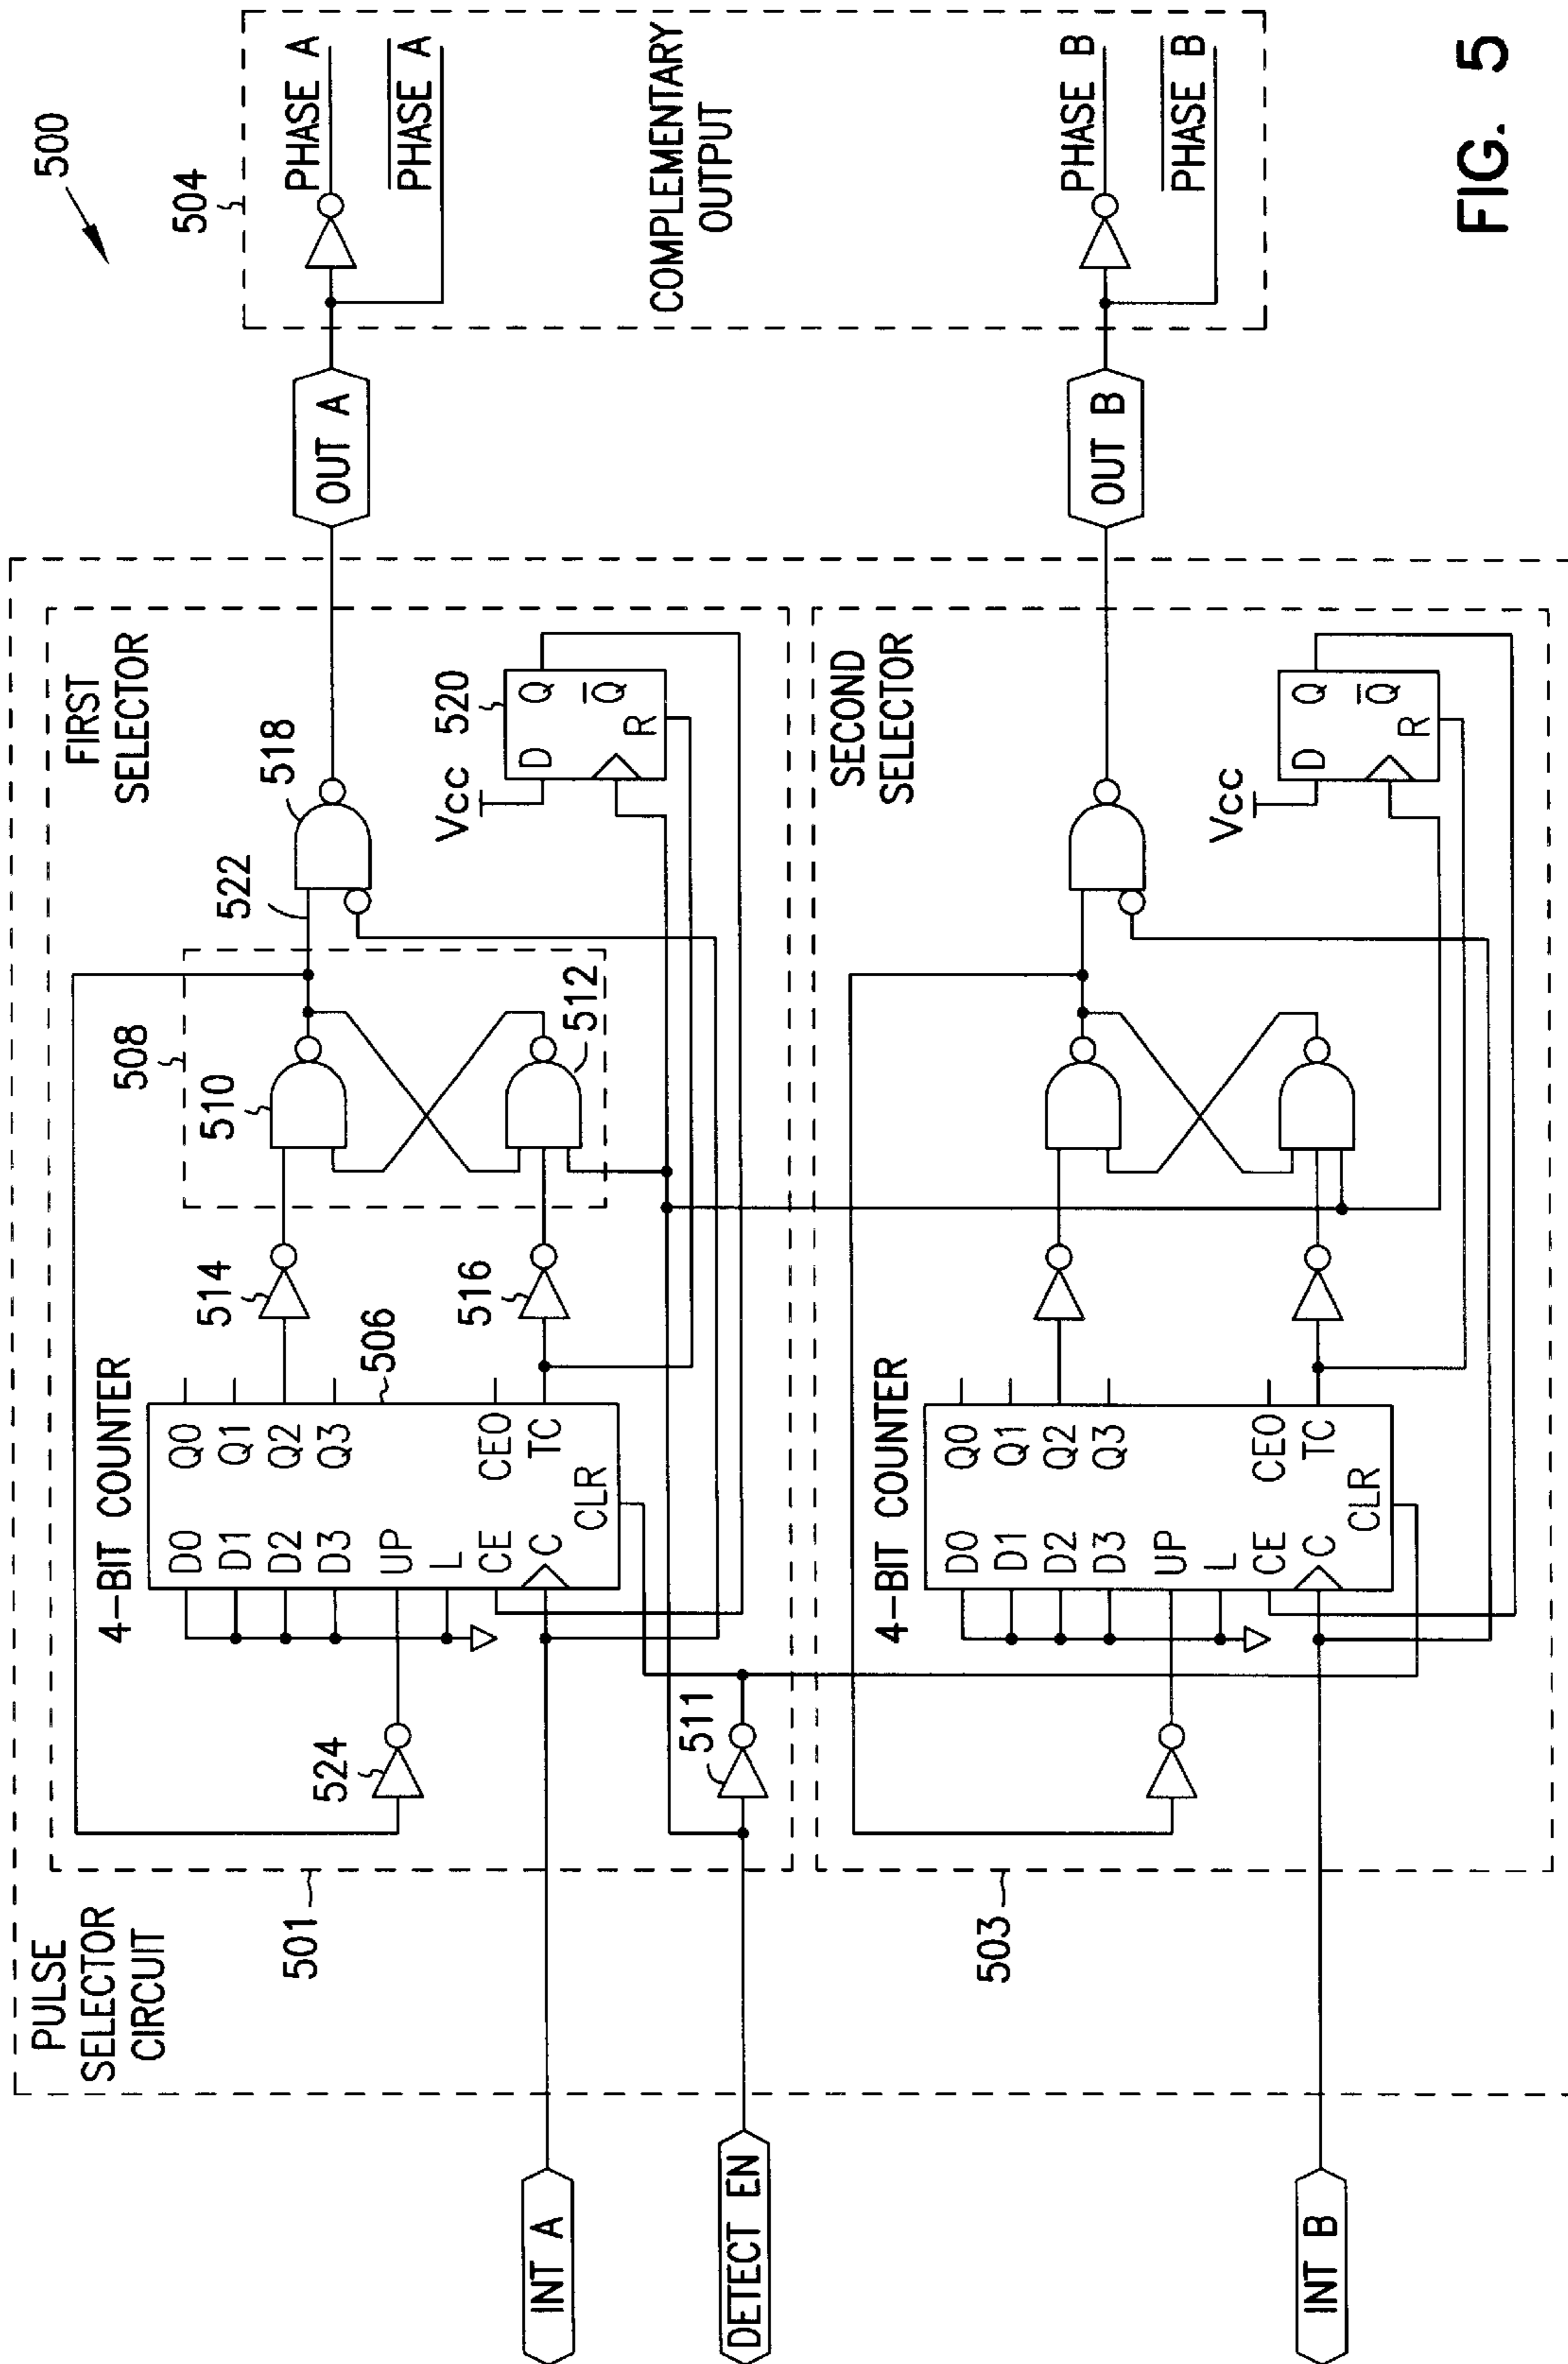 500
504
PHASE A
PHASE A
COMPLEMENTARY
OUTPUT
PHASE B
PHASE B
OUT A
OUT B
PULSE
SELECTOR
CIRCUIT
501
FIRST
SELECTOR
4-BIT COUNTER
D0
D1
D2
D3
UP
L
CE
C
CLR
Q0
Q1
Q2
Q3
CEO
TC
506
524
511
514
516
508
510
512
522
518
520
Vcc
D
Q
Q
R
INT A
DETECT EN
503
SECOND
SELECTOR
4-BIT COUNTER
D0
D1
D2
D3
UP
L
CE
C
CLR
Q0
Q1
Q2
Q3
CEO
TC
Vcc
D
Q
Q
R
INT B
FIG. 5